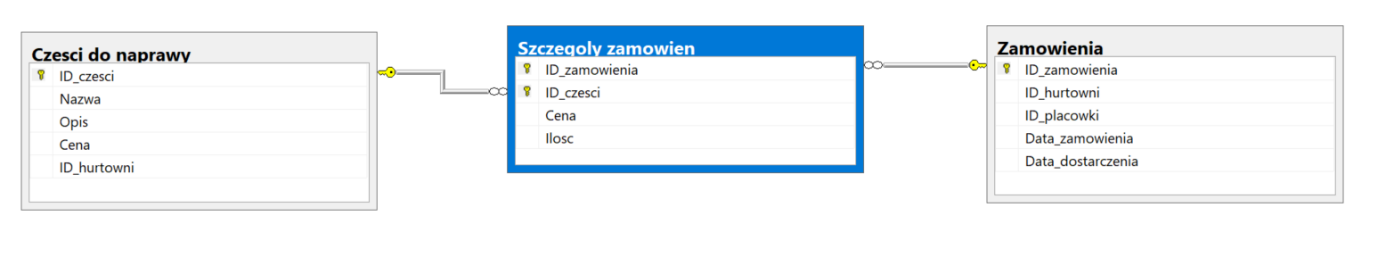 Czesci do naprawy
ID_czesci
Nazwa
Opis
Cena
ID_hurtowni
Szczegoly zamowien
ID_zamowienia
ID_czesci
Cena
Ilosc
Zamowienia
ID_zamowienia
ID_hurtowni
ID_placowki
Data_zamowienia
Data_dostarczenia